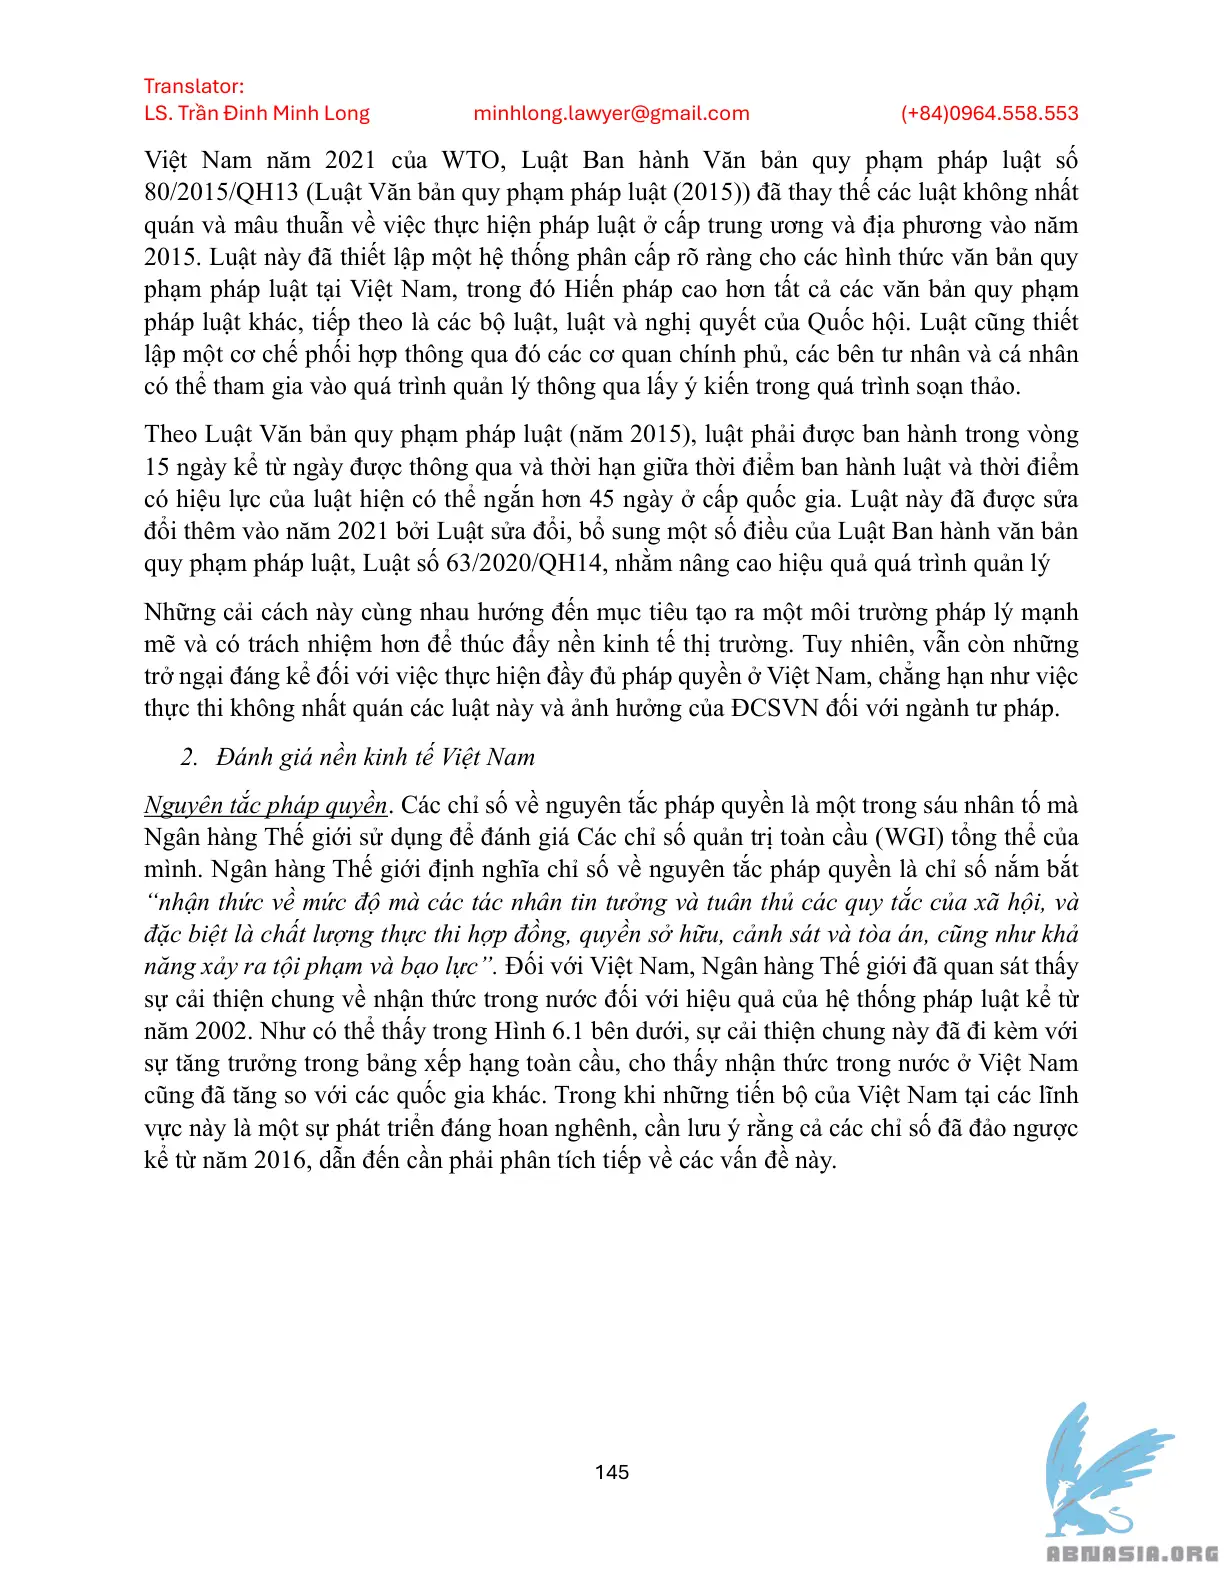 Translator:
LS. Trần Đình Minh Long minhlong.lawyer@gmail.com (+84)0964.558.553
Việt Nam năm 2021 của WTO, Luật Ban hành Văn bản quy phạm pháp luật số
80/2015/QH13 (Luật Văn bản quy phạm pháp luật (2015)) đã thay thế các luật không nhất
quán và mâu thuẫn về việc thực hiện pháp luật ở cấp trung ương và địa phương vào năm
2015. Luật này đã thiết lập một hệ thống phân cấp rõ ràng cho các hình thức văn bản quy
phạm pháp luật tại Việt Nam, trong đó Hiến pháp cao hơn tất cả các văn bản quy phạm
pháp luật khác, tiếp theo là các bộ luật, luật và nghị quyết của Quốc hội. Luật cũng thiết
lập một cơ chế phối hợp thông qua đó các cơ quan chính phủ, các bên tư nhân và cá nhân
có thể tham gia vào quá trình quản lý thông qua lấy ý kiến trong quá trình soạn thảo.
Theo Luật Văn bản quy phạm pháp luật (năm 2015), luật phải được ban hành trong vòng
15 ngày kể từ ngày được thông qua và thời hạn giữa thời điểm ban hành luật và thời điểm
có hiệu lực của luật hiện có thể ngắn hơn 45 ngày ở cấp quốc gia. Luật này đã được sửa
đổi thêm vào năm 2021 bởi Luật sửa đổi, bổ sung một số điều của Luật Ban hành văn bản
quy phạm pháp luật, Luật số 63/2020/QH14, nhằm nâng cao hiệu quả quá trình quản lý
Những cải cách này cùng nhau hướng đến mục tiêu tạo ra một môi trường pháp lý mạnh
mẽ và có trách nhiệm hơn để thúc đẩy nền kinh tế thị trường. Tuy nhiên, vẫn còn những
trở ngại đáng kể đối với việc thực hiện đầy đủ pháp quyền ở Việt Nam, chẳng hạn như việc
thực thi không nhất quán các luật này và ảnh hưởng của ĐCSVN đối với ngành tư pháp.
2. Đánh giá nền kinh tế Việt Nam
Nguyên tắc pháp quyền. Các chỉ số về nguyên tắc pháp quyền là một trong sáu nhân tố mà
Ngân hàng Thế giới sử dụng để đánh giá Các chỉ số quản trị toàn cầu (WGI) tổng thể của
mình. Ngân hàng Thế giới định nghĩa chỉ số về nguyên tắc pháp quyền là chỉ số nắm bắt
“nhận thức về mức độ mà các tác nhân tin tưởng và tuân thủ các quy tắc của xã hội, và
đặc biệt là chất lượng thực thi hợp đồng, quyền sở hữu, cảnh sát và tòa án, cũng như khả
năng xảy ra tội phạm và bạo lực”. Đối với Việt Nam, Ngân hàng Thế giới đã quan sát thấy
sự cải thiện chung về nhận thức trong nước đối với hiệu quả của hệ thống pháp luật kể từ
năm 2002. Như có thể thấy trong Hình 6.1 bên dưới, sự cải thiện chung này đã đi kèm với
sự tăng trưởng trong bảng xếp hạng toàn cầu, cho thấy nhận thức trong nước ở Việt Nam
cũng đã tăng so với các quốc gia khác. Trong khi những tiến bộ của Việt Nam tại các lĩnh
vực này là một sự phát triển đáng hoan nghênh, cần lưu ý rằng cả các chỉ số đã đảo ngược
kể từ năm 2016, dẫn đến cần phải phân tích tiếp về các vấn đề này.
145
ABNASIA.ORG